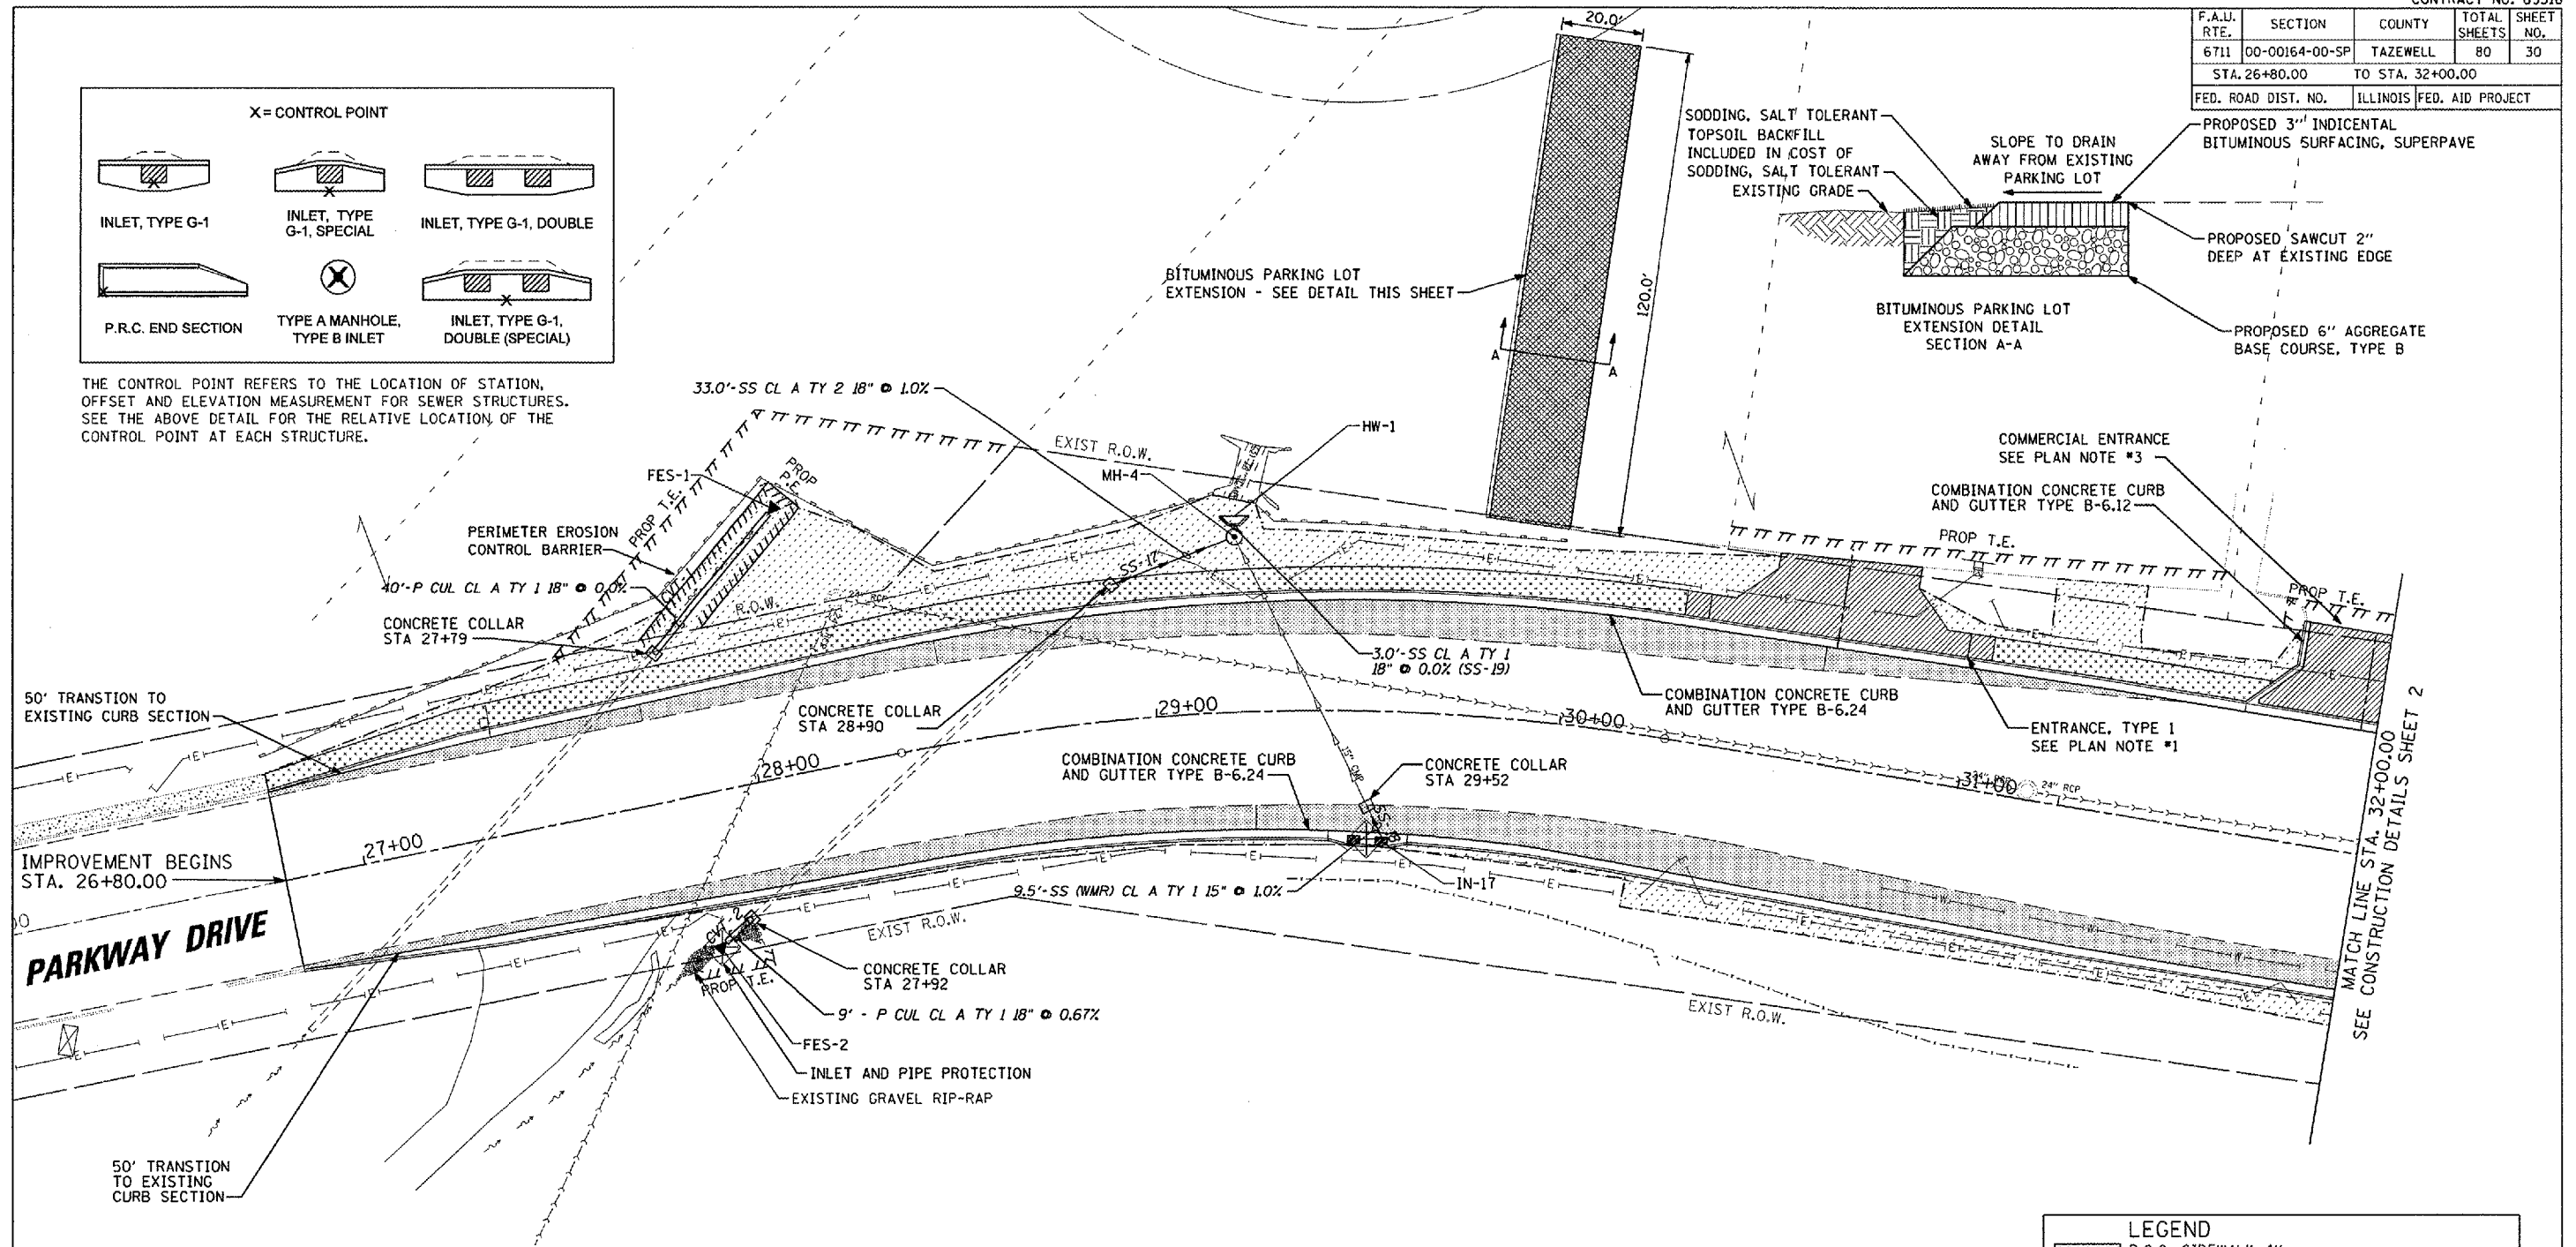 F.A.U. RTE.
SECTION
COUNTY
TOTAL SHEETS
SHEET NO.
6711
00-00164-00-SP
TAZEWELL
80
30
STA. 26+80.00 TO STA. 32+00.00
FED. ROAD DIST. NO.
ILLINOIS
FED. AID PROJECT
X = CONTROL POINT
INLET, TYPE G-1
INLET, TYPE
G-1, SPECIAL
INLET, TYPE G-1, DOUBLE
P.R.C. END SECTION
TYPE A MANHOLE,
TYPE B INLET
INLET, TYPE G-1,
DOUBLE (SPECIAL)
THE CONTROL POINT REFERS TO THE LOCATION OF STATION,
OFFSET AND ELEVATION MEASUREMENT FOR SEWER STRUCTURES.
SEE THE ABOVE DETAIL FOR THE RELATIVE LOCATION OF THE
CONTROL POINT AT EACH STRUCTURE.
20.0'
120.0'
BITUMINOUS PARKING LOT
EXTENSION - SEE DETAIL THIS SHEET
A
A
SODDING, SALT TOLERANT
TOPSOIL BACKFILL
INCLUDED IN COST OF
SODDING, SALT TOLERANT
EXISTING GRADE
SLOPE TO DRAIN
AWAY FROM EXISTING
PARKING LOT
PROPOSED 3" INDICENTAL
BITUMINOUS SURFACING, SUPERPAVE
PROPOSED SAWCUT 2"
DEEP AT EXISTING EDGE
PROPOSED 6" AGGREGATE
BASE COURSE, TYPE B
BITUMINOUS PARKING LOT
EXTENSION DETAIL
SECTION A-A
33.0'-SS CL A TY 2 18" @ 1.0%
EXIST R.O.W.
HW-1
MH-4
FES-1
PROP
P.E.
PROP T.E.
PROP T.E.
PERIMETER EROSION
CONTROL BARRIER
40'-P CUL CL A TY 1 18" @ 0.0%
R.O.W.
SS-17
CONCRETE COLLAR
STA 27+79
COMMERCIAL ENTRANCE
SEE PLAN NOTE #3
COMBINATION CONCRETE CURB
AND GUTTER TYPE B-6.12
PROP T.E.
PROP T.E.
3.0'-SS CL A TY 1
18" @ 0.0% (SS-19)
COMBINATION CONCRETE CURB
AND GUTTER TYPE B-6.24
ENTRANCE, TYPE 1
SEE PLAN NOTE #1
50' TRANSTION TO
EXISTING CURB SECTION
CONCRETE COLLAR
STA 28+90
29+00
30+00
28+00
31+00
24" RCP
27+00
15" CMP
COMBINATION CONCRETE CURB
AND GUTTER TYPE B-6.24
CONCRETE COLLAR
STA 29+52
IMPROVEMENT BEGINS
STA. 26+80.00
PARKWAY DRIVE
9.5'-SS (WMR) CL A TY 1 15" @ 1.0%
IN-17
CVT-2
EXIST R.O.W.
CONCRETE COLLAR
STA 27+92
PROP T.E.
9' - P CUL CL A TY 1 18" @ 0.67%
FES-2
INLET AND PIPE PROTECTION
EXISTING GRAVEL RIP-RAP
EXIST R.O.W.
50' TRANSTION
TO EXISTING
CURB SECTION
MATCH LINE STA. 32+00.00
SEE CONSTRUCTION DETAILS SHEET 2
LEGEND